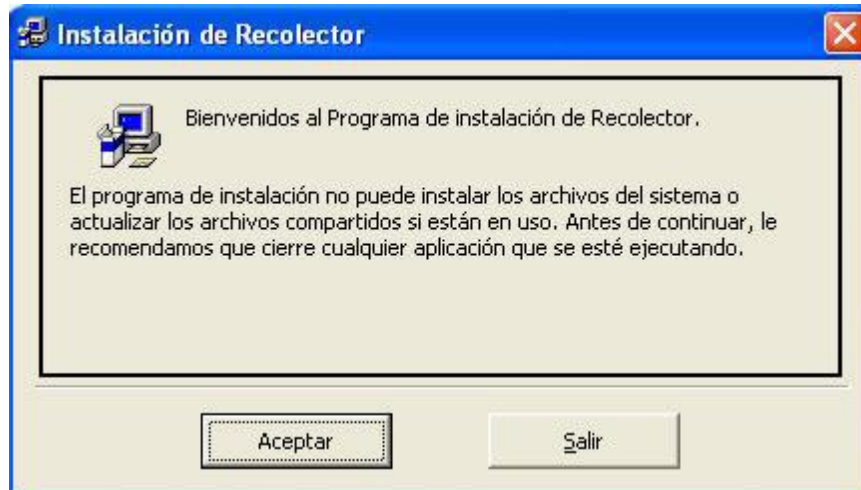 Instalación de Recolector
Bienvenidos al Programa de instalación de Recolector.
El programa de instalación no puede instalar los archivos del sistema o
actualizar los archivos compartidos si están en uso. Antes de continuar, le
recomendamos que cierre cualquier aplicación que se esté ejecutando.
Aceptar
Salir